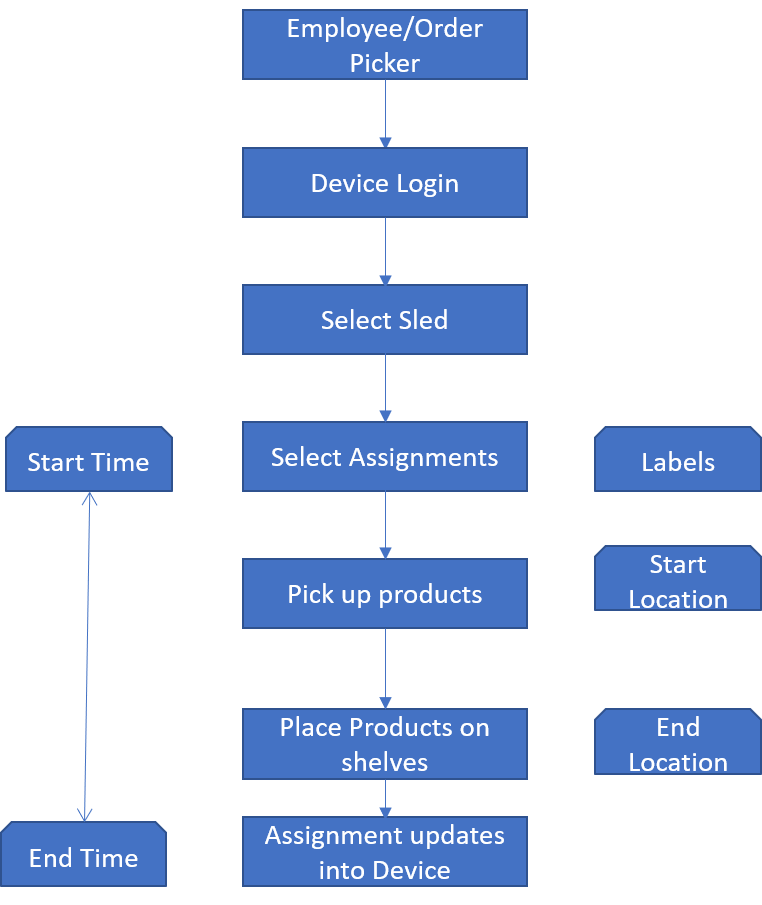 Employee/Order
Picker
Device Login
Select Sled
Start Time
Select Assignments
Labels
Pick up products
Start
Location
Place Products on
shelves
End
Location
End Time
Assignment updates
into Device